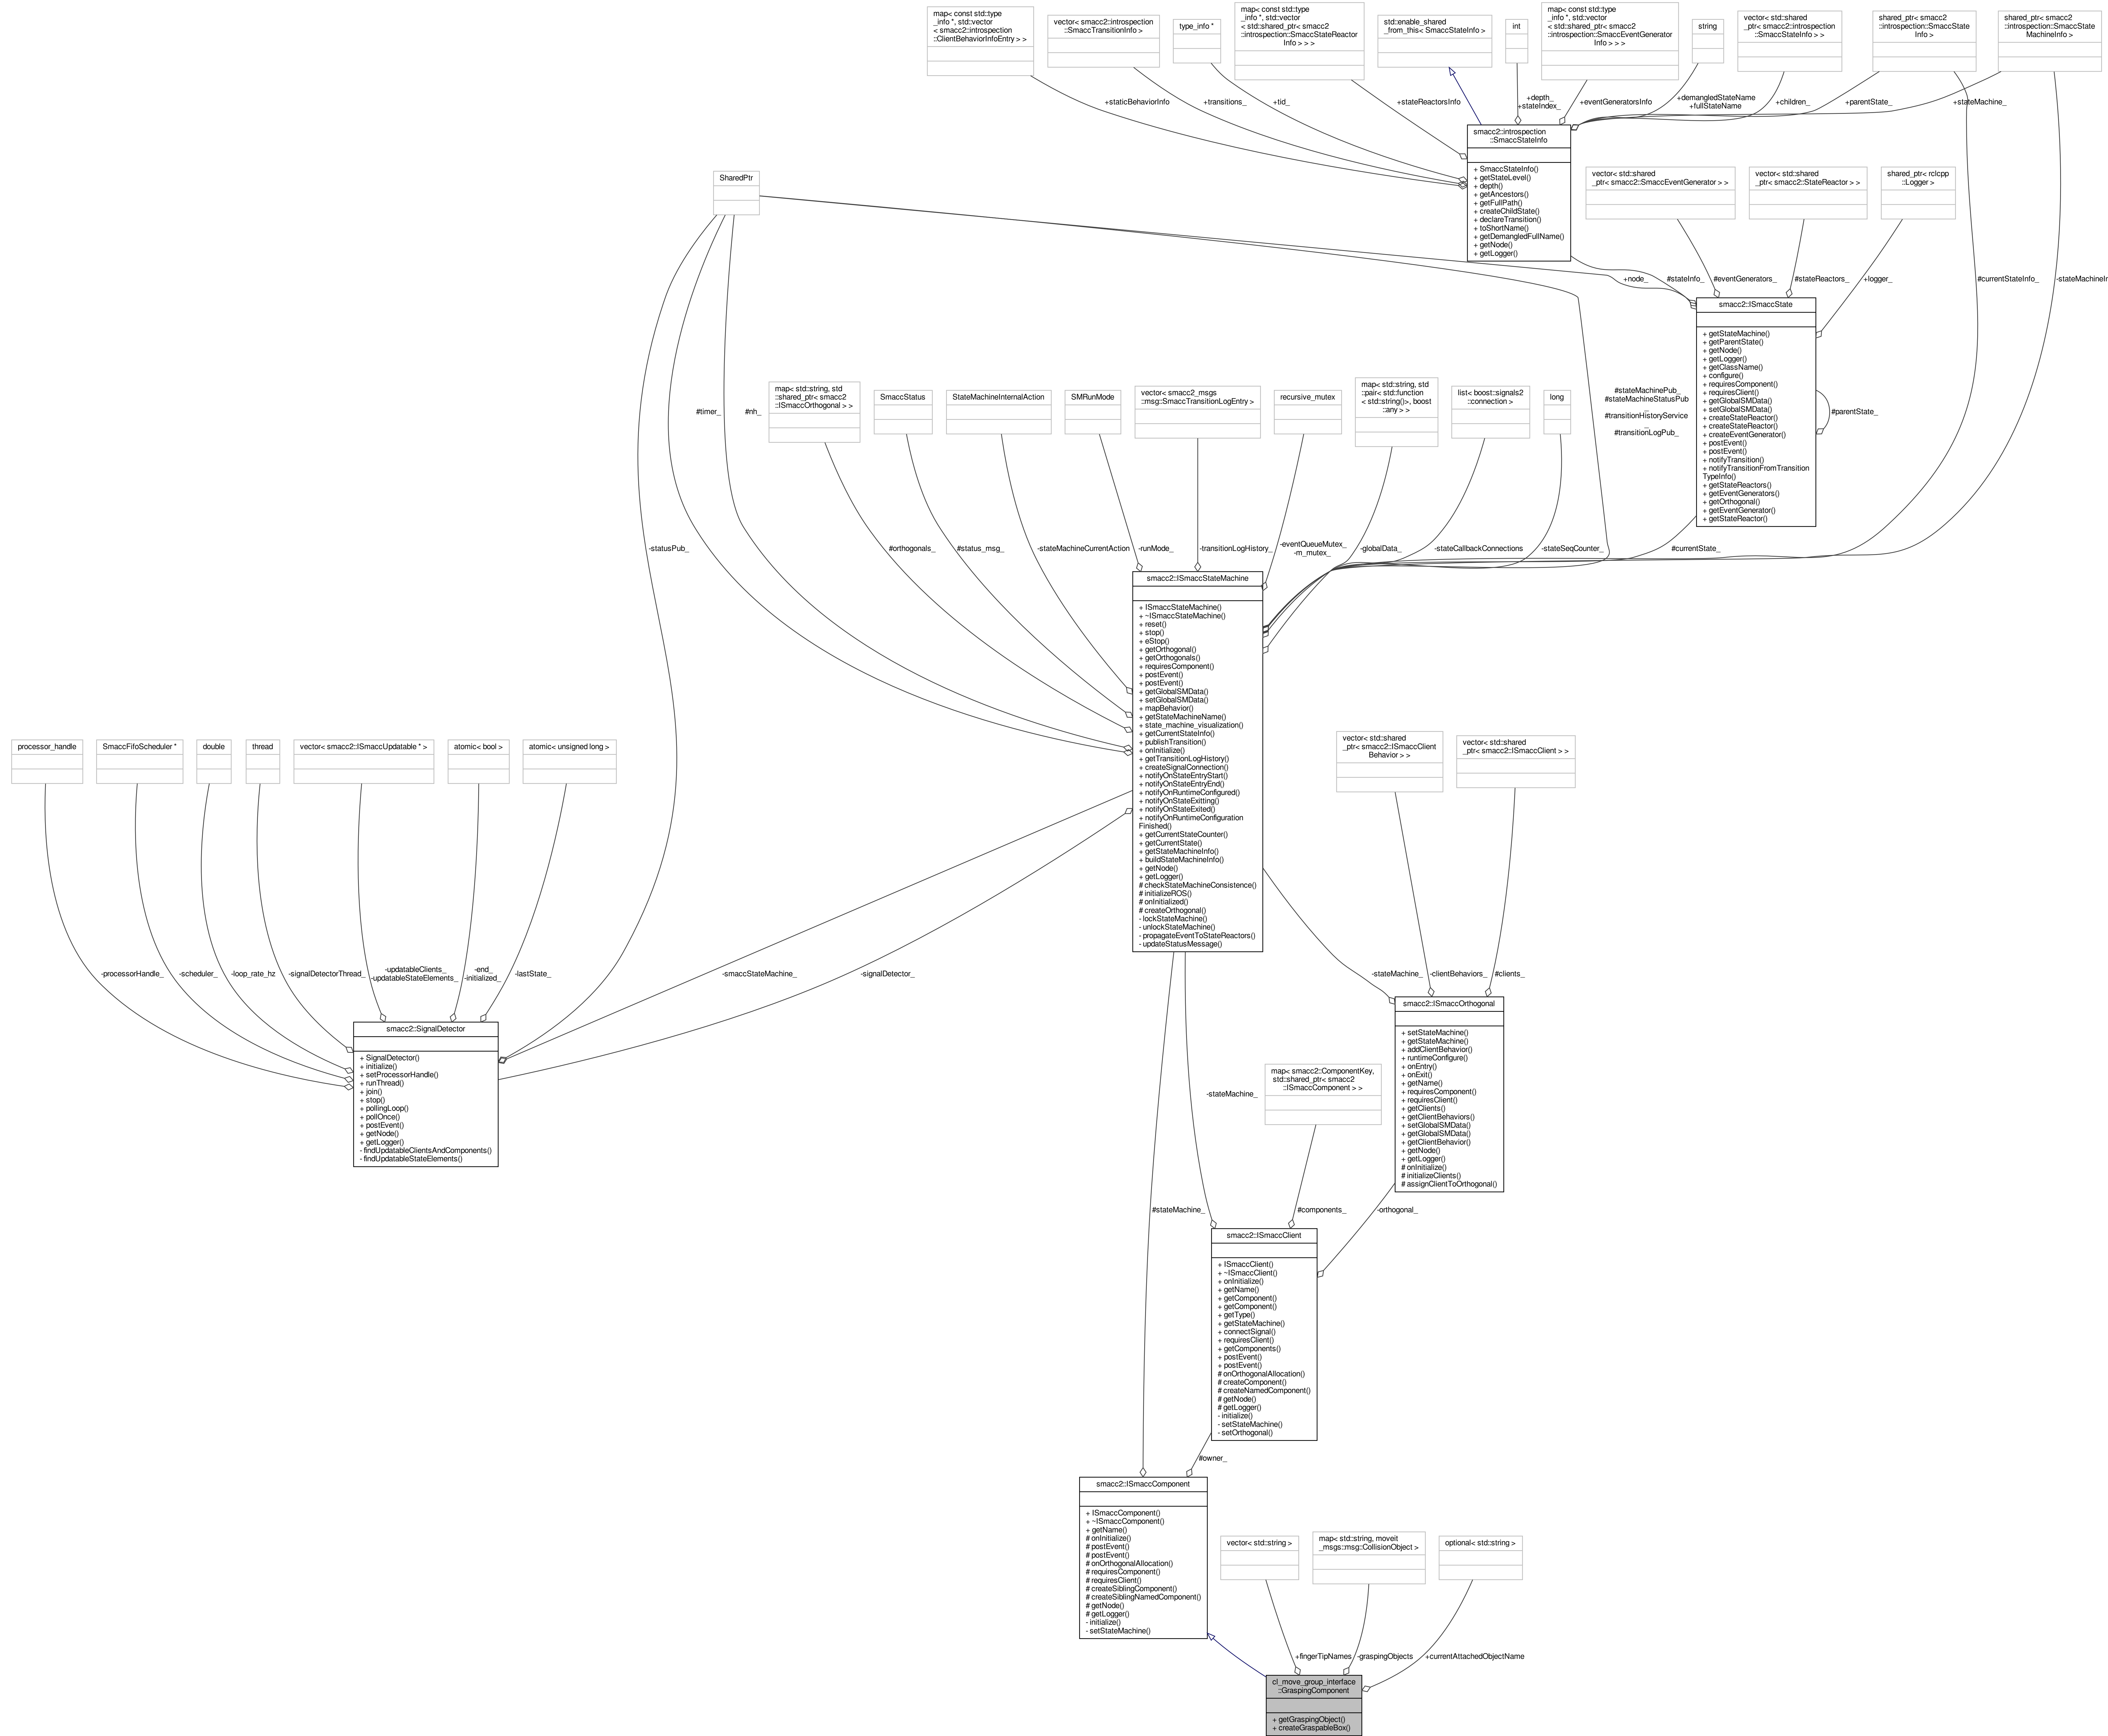 map< const std::type
_info *, std::vector
< smacc2::introspection
::ClientBehaviorInfoEntry > >
vector< smacc2::introspection
::SmaccTransitionInfo >
type_info *
map< const std::type
_info *, std::vector
< std::shared_ptr< smacc2
::introspection::SmaccStateReactor
Info > > >
std::enable_shared
_from_this< SmaccStateInfo >
int
map< const std::type
_info *, std::vector
< std::shared_ptr< smacc2
::introspection::SmaccEventGenerator
Info > > >
string
vector< std::shared
_ptr< smacc2::introspection
::SmaccStateInfo > >
shared_ptr< smacc2
::introspection::SmaccState
Info >
shared_ptr< smacc2
::introspection::SmaccState
MachineInfo >
+staticBehaviorInfo
+transitions_
+tid_
+stateReactorsInfo
+depth_
+stateIndex_
+eventGeneratorsInfo
+demangledStateName
+fullStateName
+children_
+parentState_
+stateMachine_
smacc2::introspection
::SmaccStateInfo
+ SmaccStateInfo()
+ getStateLevel()
+ depth()
+ getAncestors()
+ getFullPath()
+ createChildState()
+ declareTransition()
+ toShortName()
+ getDemangledFullName()
+ getNode()
+ getLogger()
SharedPtr
vector< std::shared
_ptr< smacc2::SmaccEventGenerator > >
vector< std::shared
_ptr< smacc2::StateReactor > >
shared_ptr< rclcpp
::Logger >
+node_
#stateInfo_
#eventGenerators_
#stateReactors_
+logger_
#currentStateInfo_
-stateMachineIr
smacc2::ISmaccState
+ getStateMachine()
+ getParentState()
+ getNode()
+ getLogger()
+ getClassName()
+ configure()
+ requiresComponent()
+ requiresClient()
+ getGlobalSMData()
+ setGlobalSMData()
+ createStateReactor()
+ createStateReactor()
+ createEventGenerator()
+ postEvent()
+ postEvent()
+ notifyTransition()
+ notifyTransitionFromTransition
TypeInfo()
+ getStateReactors()
+ getEventGenerators()
+ getOrthogonal()
+ getEventGenerator()
+ getStateReactor()
#parentState_
#timer_
#nh_
map< std::string, std
::shared_ptr< smacc2
::ISmaccOrthogonal > >
SmaccStatus
StateMachineInternalAction
SMRunMode
vector< smacc2_msgs
::msg::SmaccTransitionLogEntry >
recursive_mutex
map< std::string, std
::pair< std::function
< std::string()>, boost
::any > >
list< boost::signals2
::connection >
long
#stateMachinePub_
#stateMachineStatusPub
_
#transitionHistoryService
_
#transitionLogPub_
-statusPub_
#orthogonals_
#status_msg_
-stateMachineCurrentAction
-runMode_
-transitionLogHistory_
-eventQueueMutex_
-m_mutex_
-globalData_
-stateCallbackConnections
-stateSeqCounter_
#currentState_
smacc2::ISmaccStateMachine
+ ISmaccStateMachine()
+ ~ISmaccStateMachine()
+ reset()
+ stop()
+ eStop()
+ getOrthogonal()
+ getOrthogonals()
+ requiresComponent()
+ postEvent()
+ postEvent()
+ getGlobalSMData()
+ setGlobalSMData()
+ mapBehavior()
+ getStateMachineName()
+ state_machine_visualization()
+ getCurrentStateInfo()
+ publishTransition()
+ onInitialize()
+ getTransitionLogHistory()
+ createSignalConnection()
+ notifyOnStateEntryStart()
+ notifyOnStateEntryEnd()
+ notifyOnRuntimeConfigured()
+ notifyOnStateExitting()
+ notifyOnStateExited()
+ notifyOnRuntimeConfiguration
Finished()
+ getCurrentStateCounter()
+ getCurrentState()
+ getStateMachineInfo()
+ buildStateMachineInfo()
+ getNode()
+ getLogger()
# checkStateMachineConsistence()
# initializeROS()
# onInitialized()
# createOrthogonal()
- lockStateMachine()
- unlockStateMachine()
- propagateEventToStateReactors()
- updateStatusMessage()
processor_handle
SmaccFifoScheduler *
double
thread
vector< smacc2::ISmaccUpdatable * >
atomic< bool >
atomic< unsigned long >
vector< std::shared
_ptr< smacc2::ISmaccClient
Behavior > >
vector< std::shared
_ptr< smacc2::ISmaccClient > >
-processorHandle_
-scheduler_
-loop_rate_hz
-signalDetectorThread_
-updatableClients_
-updatableStateElements_
-end_
-initialized_
-lastState_
-smaccStateMachine_
-signalDetector_
-stateMachine_
-clientBehaviors_
#clients_
smacc2::SignalDetector
+ SignalDetector()
+ initialize()
+ setProcessorHandle()
+ runThread()
+ join()
+ stop()
+ pollingLoop()
+ pollOnce()
+ postEvent()
+ getNode()
+ getLogger()
- findUpdatableClientsAndComponents()
- findUpdatableStateElements()
smacc2::ISmaccOrthogonal
+ setStateMachine()
+ getStateMachine()
+ addClientBehavior()
+ runtimeConfigure()
+ onEntry()
+ onExit()
+ getName()
+ requiresComponent()
+ requiresClient()
+ getClients()
+ getClientBehaviors()
+ setGlobalSMData()
+ getGlobalSMData()
+ getClientBehavior()
+ getNode()
+ getLogger()
# onInitialize()
# initializeClients()
# assignClientToOrthogonal()
map< smacc2::ComponentKey,
std::shared_ptr< smacc2
::ISmaccComponent > >
-stateMachine_
#stateMachine_
#components_
-orthogonal_
smacc2::ISmaccClient
+ ISmaccClient()
+ ~ISmaccClient()
+ onInitialize()
+ getName()
+ getComponent()
+ getComponent()
+ getType()
+ getStateMachine()
+ connectSignal()
+ requiresClient()
+ getComponents()
+ postEvent()
+ postEvent()
# onOrthogonalAllocation()
# createComponent()
# createNamedComponent()
# getNode()
# getLogger()
- initialize()
- setStateMachine()
- setOrthogonal()
#owner_
smacc2::ISmaccComponent
+ ISmaccComponent()
+ ~ISmaccComponent()
+ getName()
# onInitialize()
# postEvent()
# postEvent()
# onOrthogonalAllocation()
# requiresComponent()
# requiresClient()
# createSiblingComponent()
# createSiblingNamedComponent()
# getNode()
# getLogger()
- initialize()
- setStateMachine()
vector< std::string >
map< std::string, moveit
_msgs::msg::CollisionObject >
optional< std::string >
+fingerTipNames
-graspingObjects
+currentAttachedObjectName
cl_move_group_interface
::GraspingComponent
+ getGraspingObject()
+ createGraspableBox()